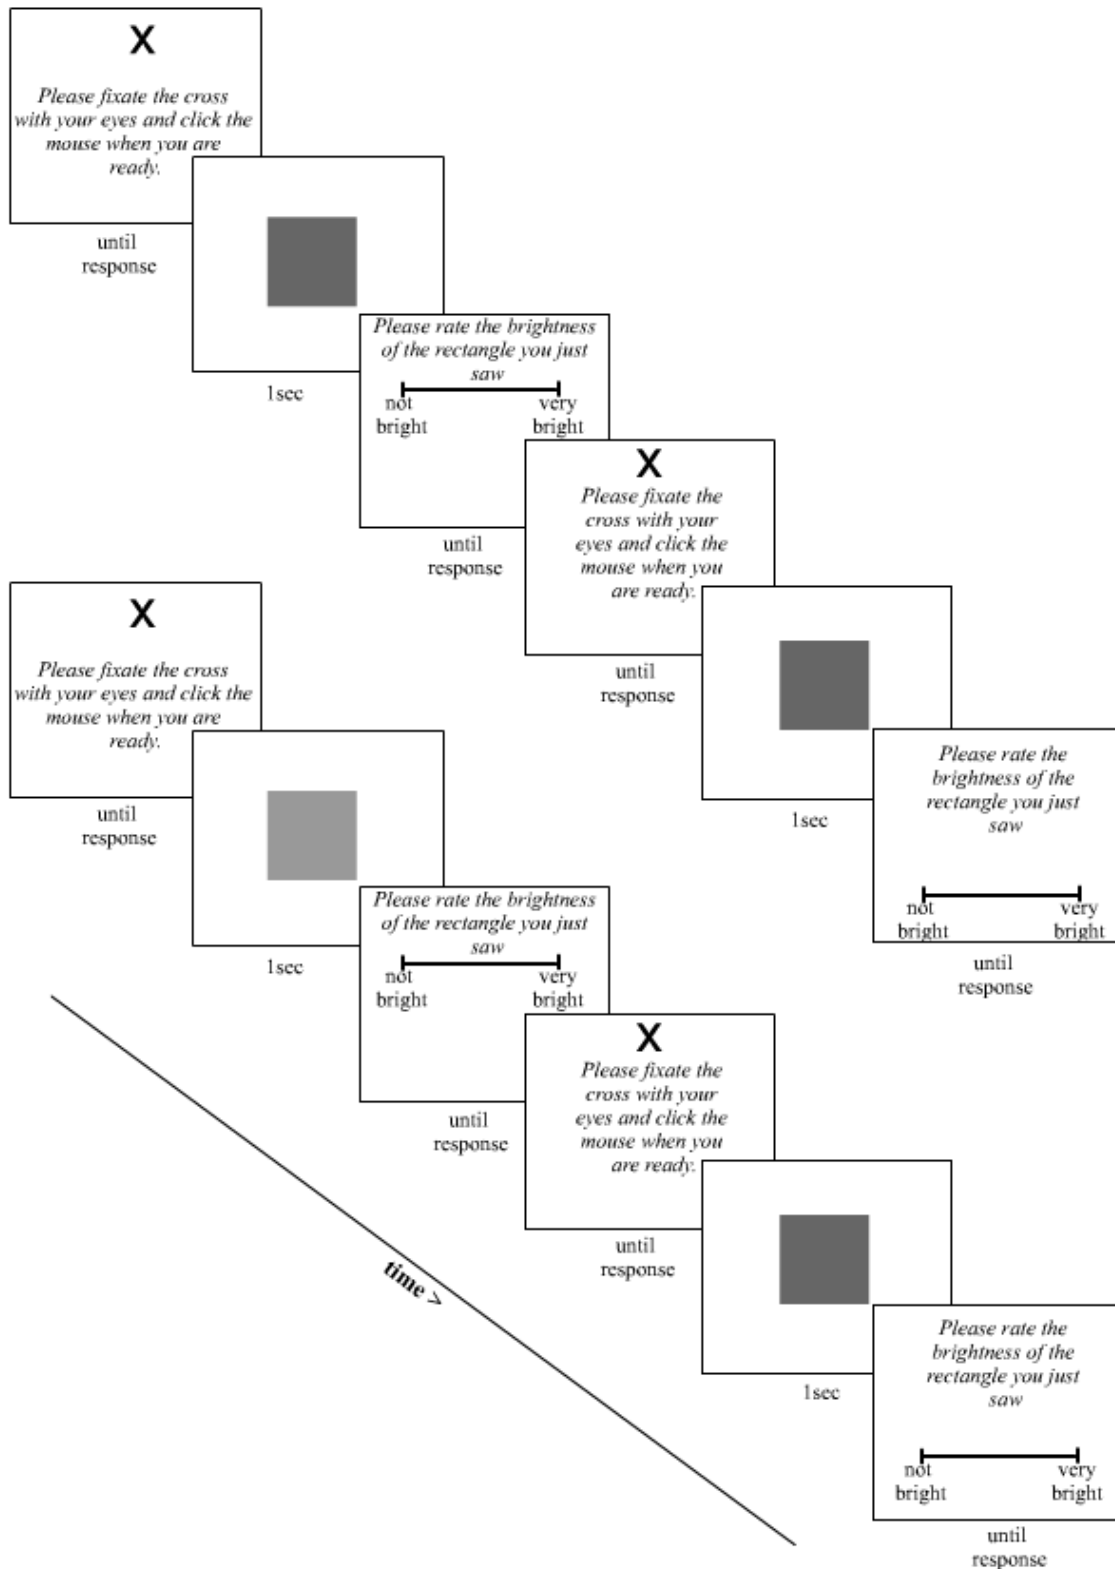 X
Please fixate the cross
with your eyes and click the
mouse when you are
ready.
until
response
1sec
Please rate the brightness
of the rectangle you just
saw
not very
bright bright
until
response
X
Please fixate the
cross with your
eyes and click the
mouse when you
are ready.
until
response
1sec
Please rate the
brightness of the
rectangle you just
saw
not very
bright bright
until
response
X
Please fixate the cross
with your eyes and click the
mouse when you are
ready.
until
response
1sec
Please rate the brightness
of the rectangle you just
saw
not very
bright bright
until
response
X
Please fixate the
cross with your
eyes and click the
mouse when you
are ready.
until
response
1sec
Please rate the
brightness of the
rectangle you just
saw
not very
bright bright
until
response
time >